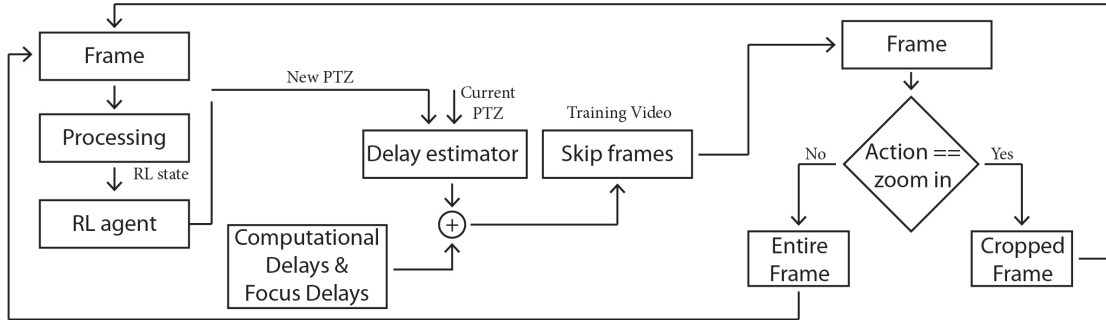 Frame
Processing
RL state
RL agent
New PTZ
Current
PTZ
Delay estimator
+
Computational
Delays &
Focus Delays
Training Video
Skip frames
Frame
Action ==
zoom in
No
Yes
Entire
Frame
Cropped
Frame